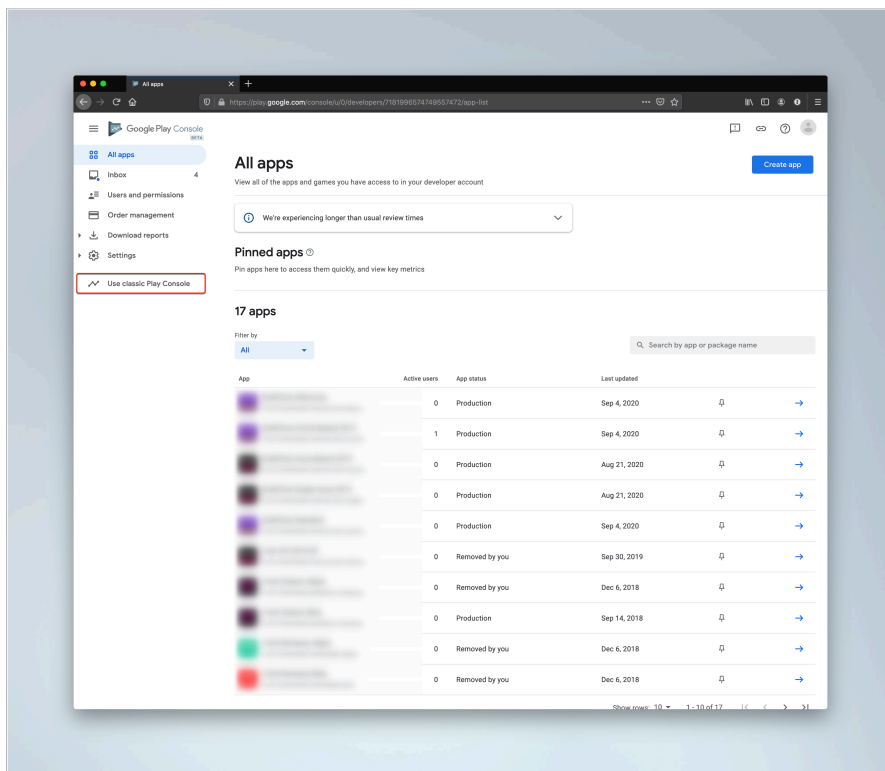 All apps
https://play.google.com/console/u/0/developers/7181996574749557472/app-list
Google Play Console
BETA
All apps
Inbox 4
Users and permissions
Order management
Download reports
Settings
Use classic Play Console
All apps
Create app
View all of the apps and games you have access to in your developer account
We're experiencing longer than usual review times
Pinned apps
Pin apps here to access them quickly, and view key metrics
17 apps
Filter by
All
Search by app or package name
App Active users App status Last updated
0 Production Sep 4, 2020
1 Production Sep 4, 2020
0 Production Aug 21, 2020
0 Production Aug 21, 2020
0 Production Sep 4, 2020
0 Removed by you Sep 30, 2019
0 Removed by you Dec 6, 2018
0 Production Sep 14, 2018
0 Removed by you Dec 6, 2018
0 Removed by you Dec 6, 2018
Show rows: 10 1 - 10 of 17